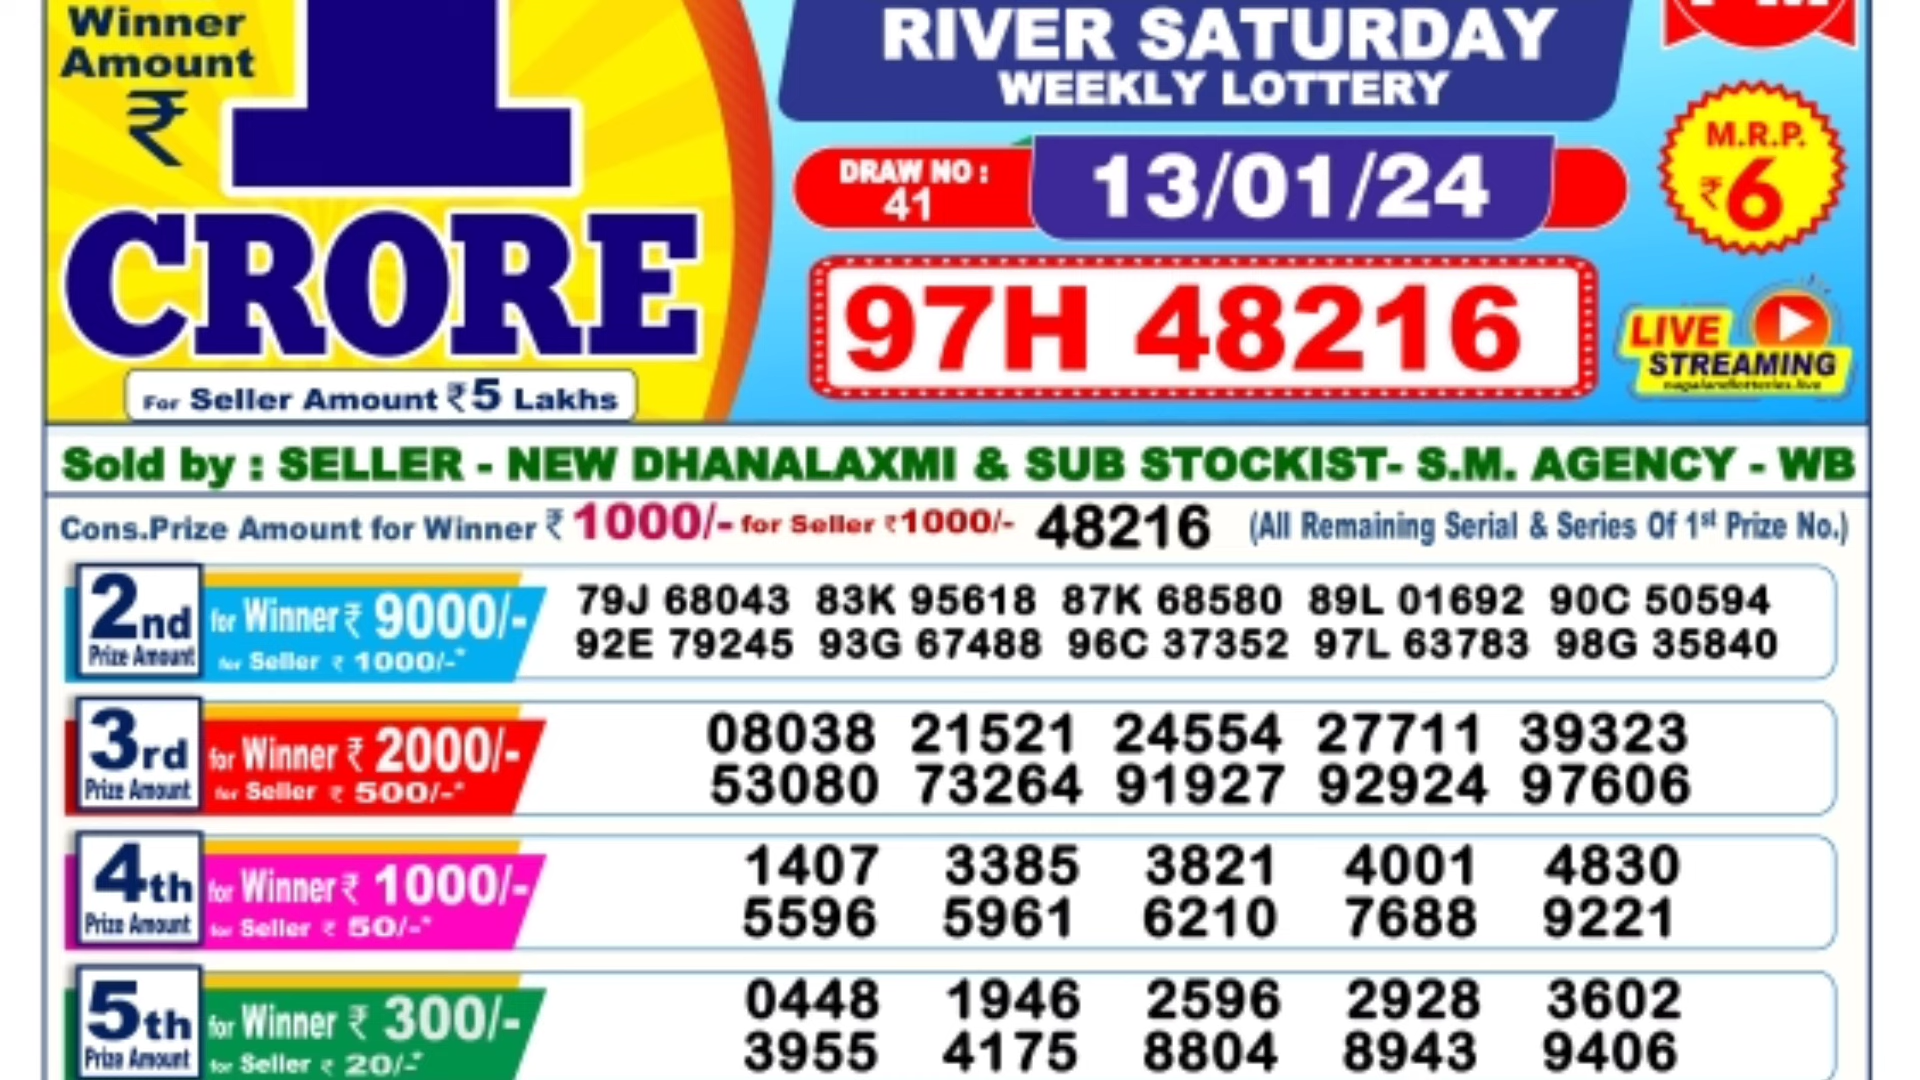 Winner
Amount
₹
1
CRORE
For Seller Amount ₹5 Lakhs
RIVER SATURDAY
WEEKLY LOTTERY
DRAW NO :
41
13/01/24
M.R.P.
₹6
97H 48216
LIVE
STREAMING
nagalandlotteries.live
Sold by : SELLER - NEW DHANALAXMI & SUB STOCKIST- S.M. AGENCY - WB
Cons.Prize Amount for Winner ₹ 1000/- for Seller ₹1000/- 48216 (All Remaining Serial & Series Of 1st Prize No.)
2nd
Prize Amount
for Winner ₹ 9000/-
for Seller ₹ 1000/-*
79J 68043 83K 95618 87K 68580 89L 01692 90C 50594
92E 79245 93G 67488 96C 37352 97L 63783 98G 35840
3rd
Prize Amount
for Winner ₹ 2000/-
for Seller ₹ 500/-*
08038 21521 24554 27711 39323
53080 73264 91927 92924 97606
4th
Prize Amount
for Winner ₹ 1000/-
for Seller ₹ 50/-*
1407 3385 3821 4001 4830
5596 5961 6210 7688 9221
5th
Prize Amount
for Winner ₹ 300/-
for Seller ₹ 20/-*
0448 1946 2596 2928 3602
3955 4175 8804 8943 9406